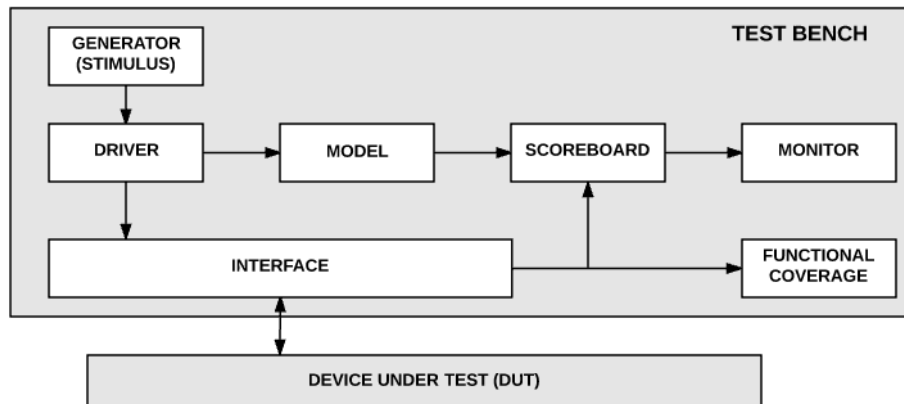 TEST BENCH
GENERATOR
(STIMULUS)
DRIVER
MODEL
SCOREBOARD
MONITOR
INTERFACE
FUNCTIONAL
COVERAGE
DEVICE UNDER TEST (DUT)